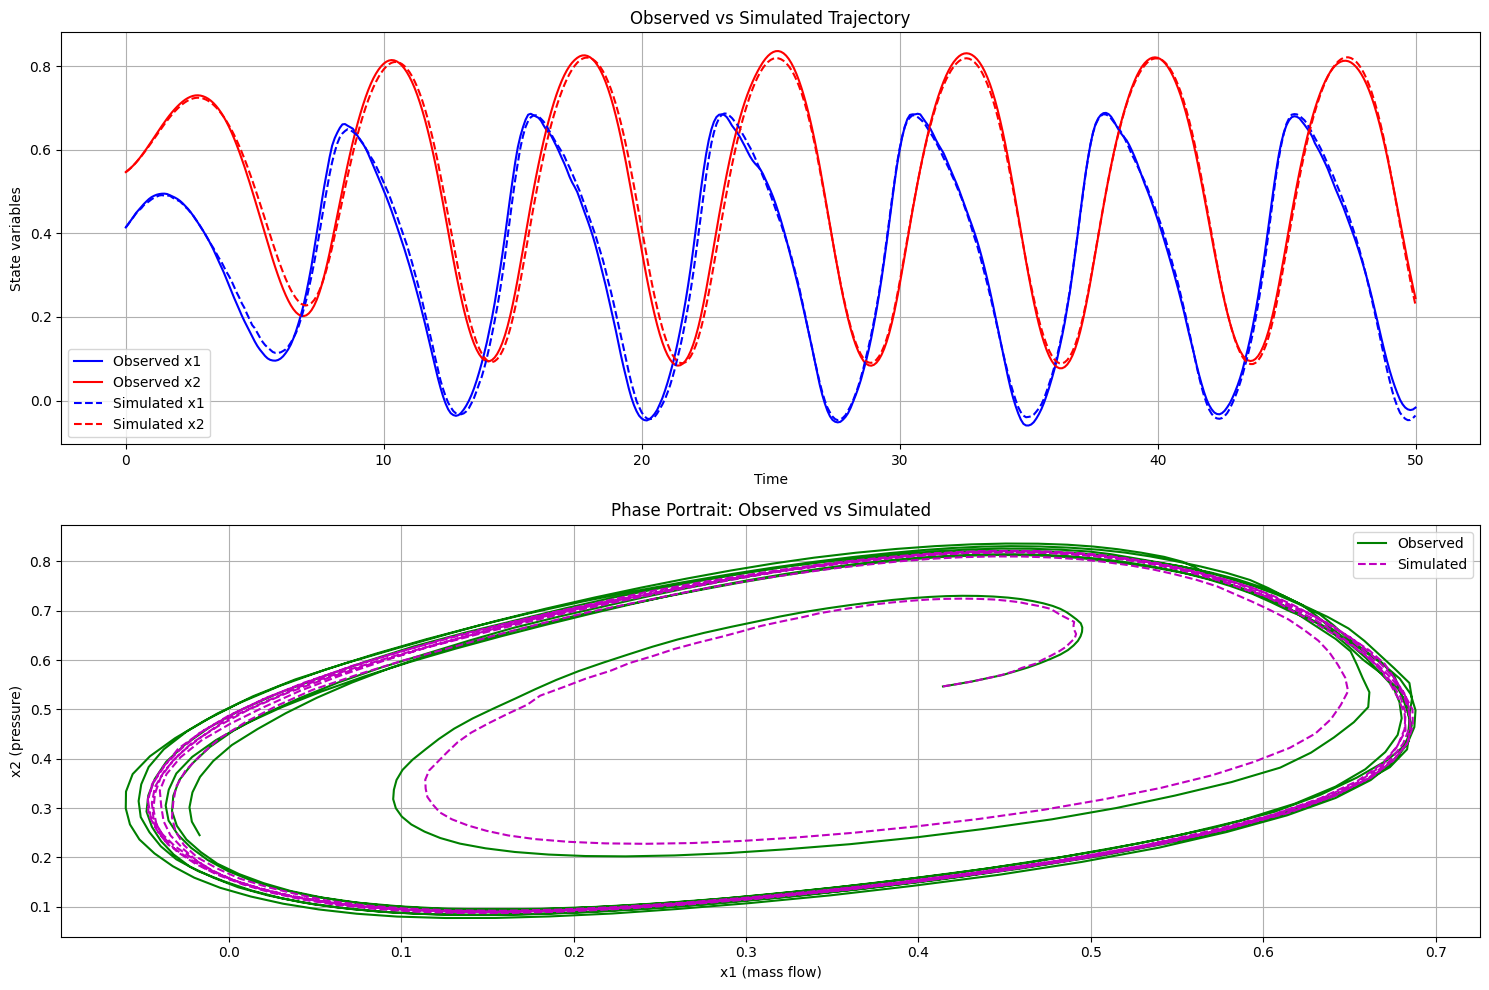 Observed vs Simulated Trajectory
State variables
0.8
0.6
0.4
0.2
0.0
Observed x1
Observed x2
Simulated x1
Simulated x2
0 10 20 30 40 50
Time
Phase Portrait: Observed vs Simulated
x2 (pressure)
0.8
0.7
0.6
0.5
0.4
0.3
0.2
0.1
Observed
Simulated
0.0 0.1 0.2 0.3 0.4 0.5 0.6 0.7
x1 (mass flow)